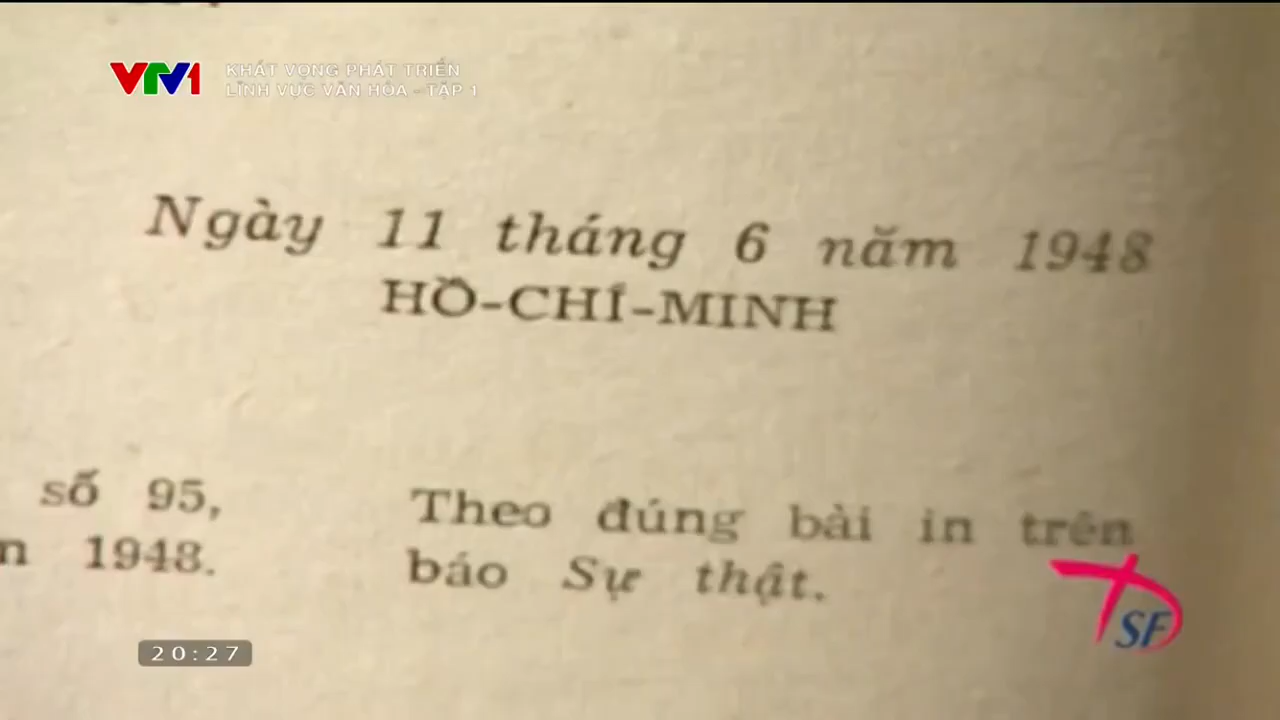 VTV1
KHÁT VỌNG PHÁT TRIỂN
LĨNH VỰC VĂN HÓA - TẬP 1
Ngày 11 tháng 6 năm 1948
HỒ-CHÍ-MINH
số 95,
n 1948.
Theo đúng bài in trên
báo Sự thật.
SF
20:27